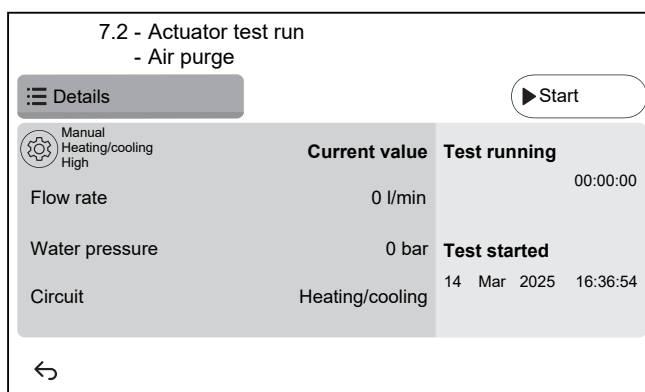 7.2 - Actuator test run
- Air purge
Details
Start
Manual
Heating/cooling
High
Current value
Test running
00:00:00
Flow rate
0 l/min
Water pressure
0 bar
Test started
14 Mar 2025 16:36:54
Circuit
Heating/cooling